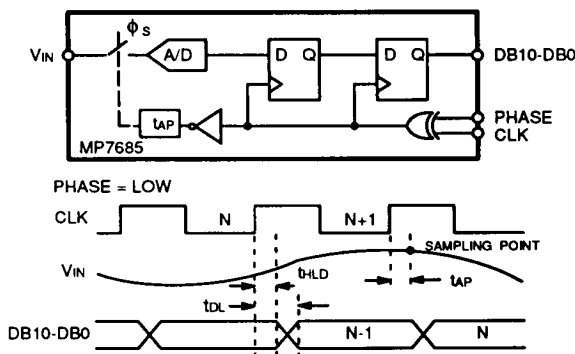 ϕS
VIN
A/D
D Q
D Q
DB10-DB0
tAP
PHASE
CLK
MP7685
PHASE = LOW
CLK
N
N+1
SAMPLING POINT
VIN
tHLD
tAP
tDL
DB10-DB0
N-1
N